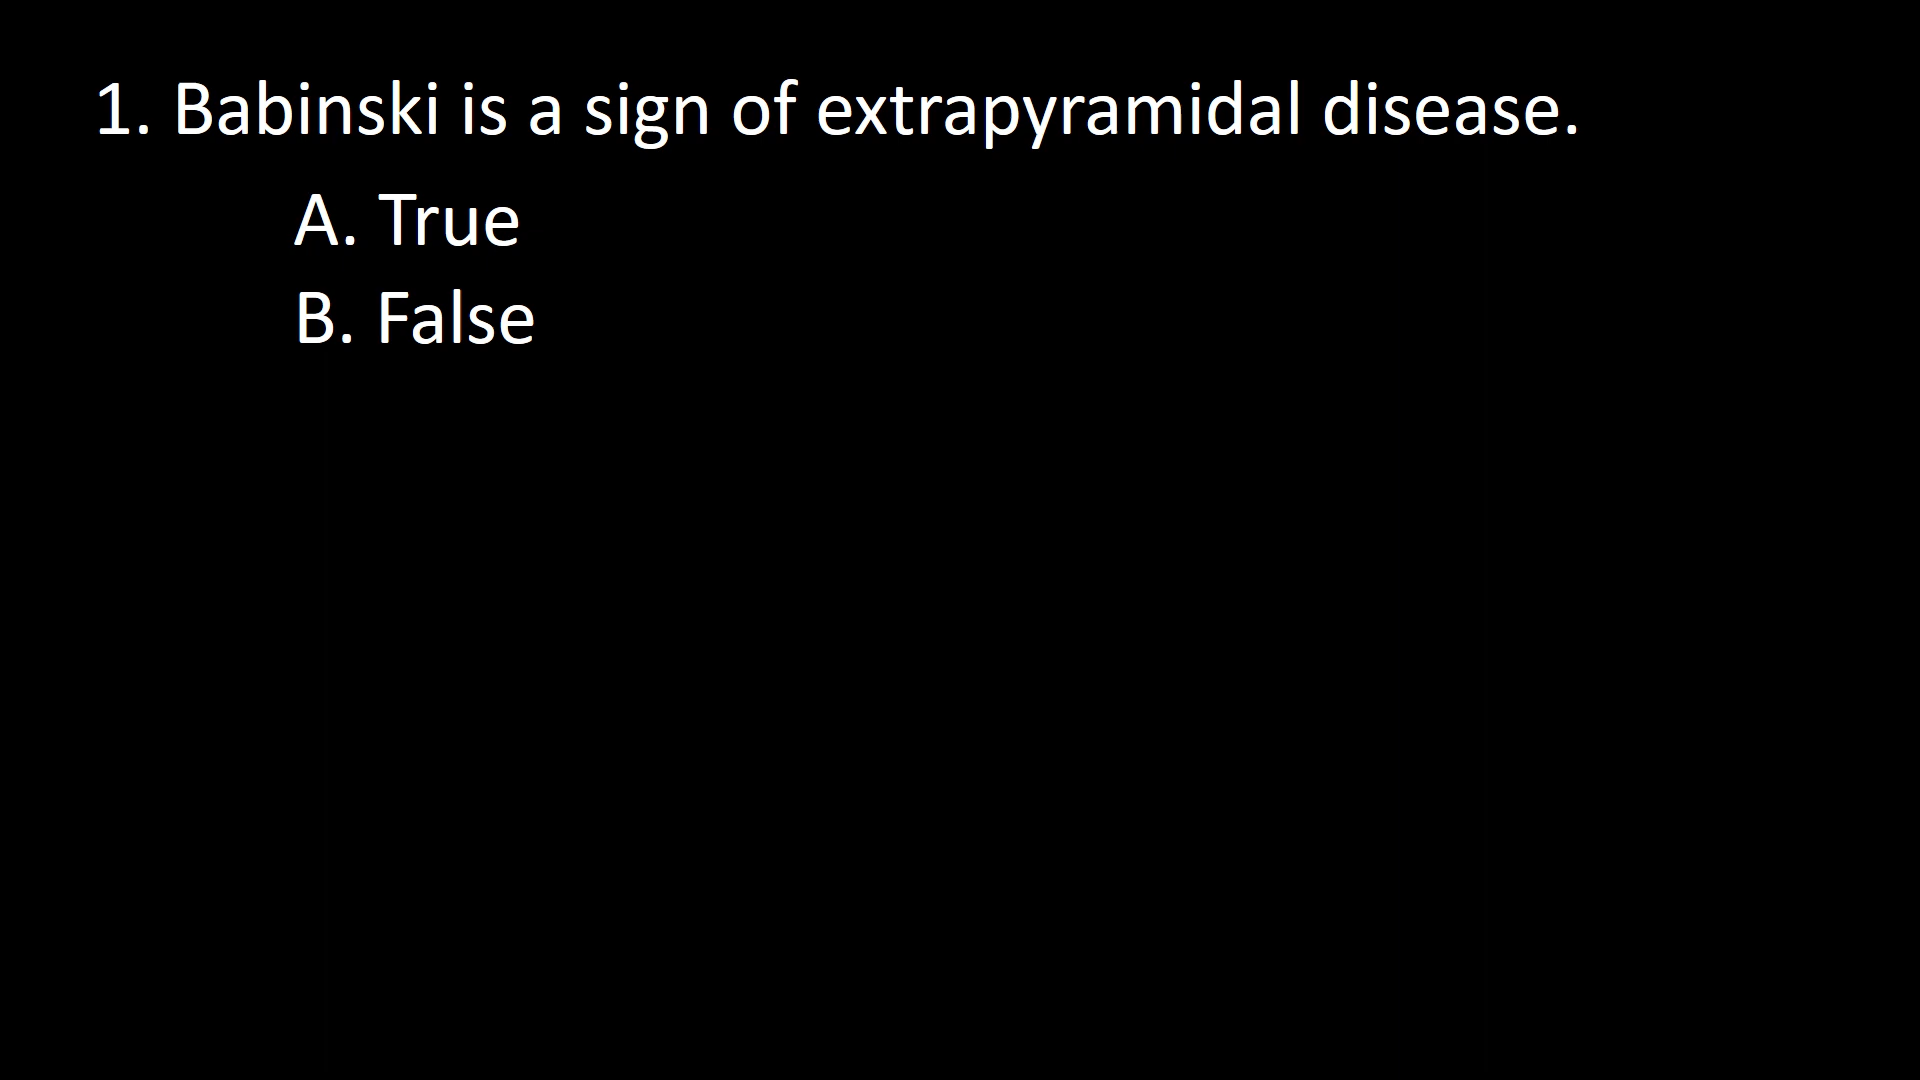 1. Babinski is a sign of extrapyramidal disease.
A. True
B. False